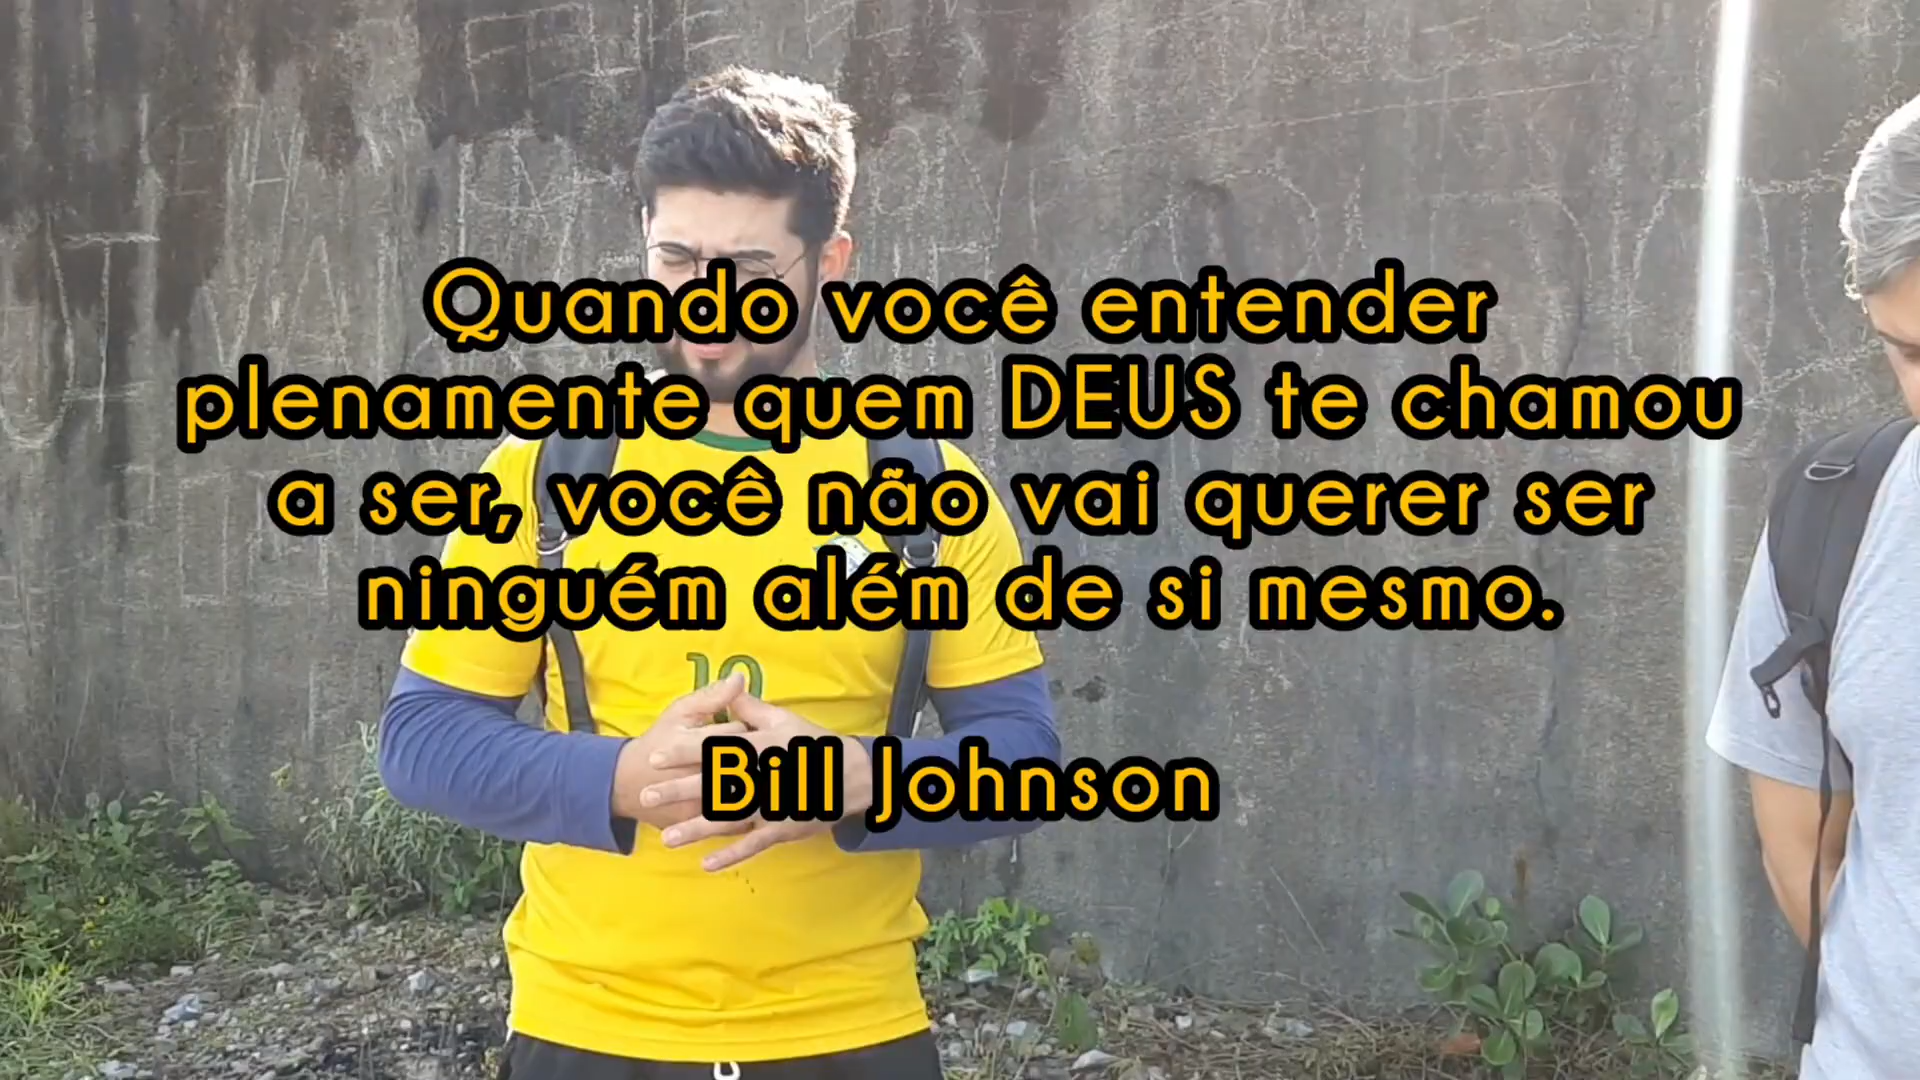 Quando você entender
plenamente quem DEUS te chamou
a ser, você não vai querer ser
ninguém além de si mesmo.
10
Bill Johnson